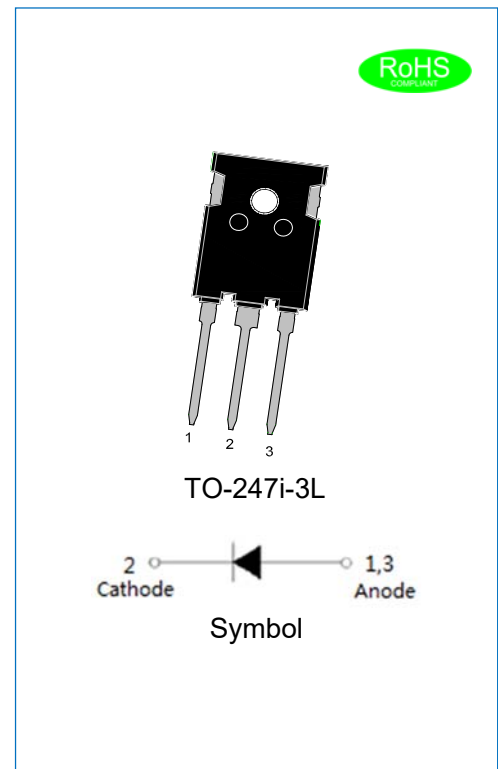 RoHS
COMPLIANT
1
2
3
TO-247i-3L
2
Cathode
1,3
Anode
Symbol